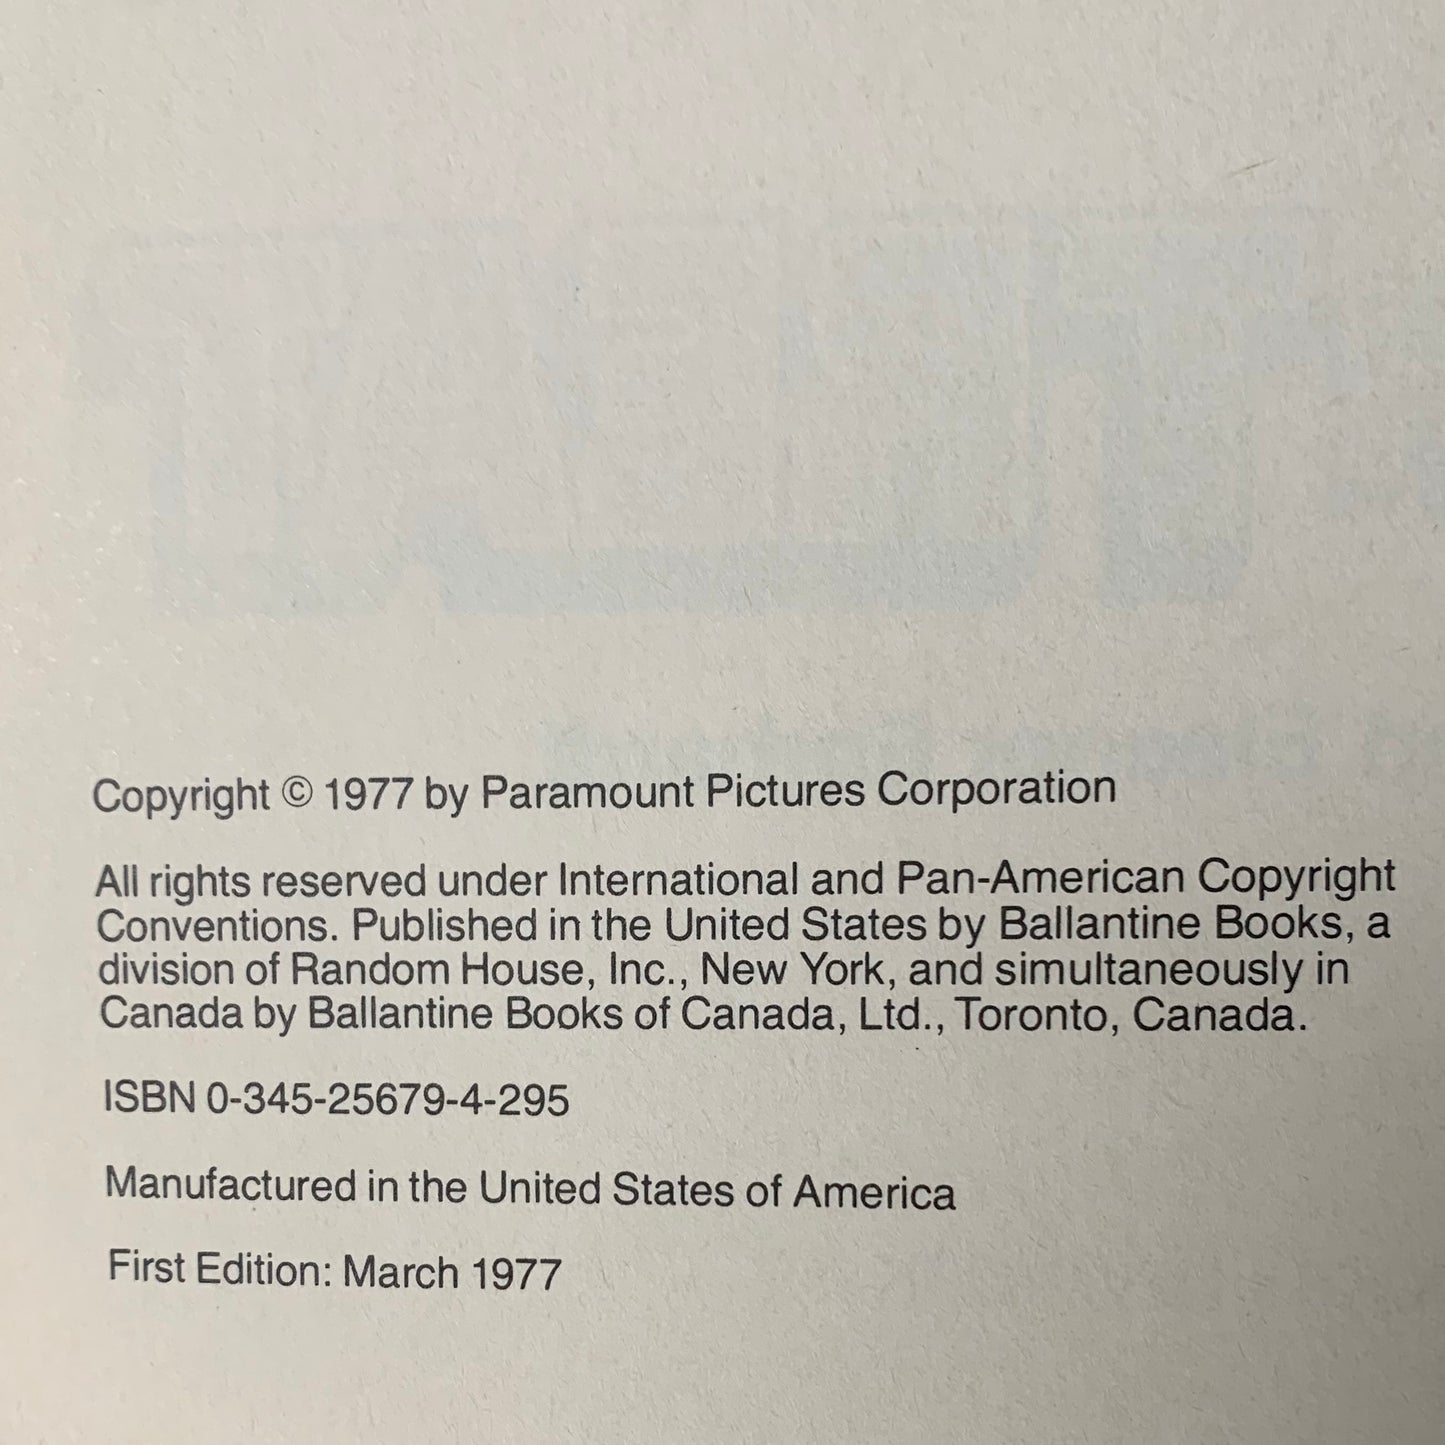 Copyright © 1977 by Paramount Pictures Corporation
All rights reserved under International and Pan-American Copyright
Conventions. Published in the United States by Ballantine Books, a
division of Random House, Inc., New York, and simultaneously in
Canada by Ballantine Books of Canada, Ltd., Toronto, Canada.
ISBN 0-345-25679-4-295
Manufactured in the United States of America
First Edition: March 1977